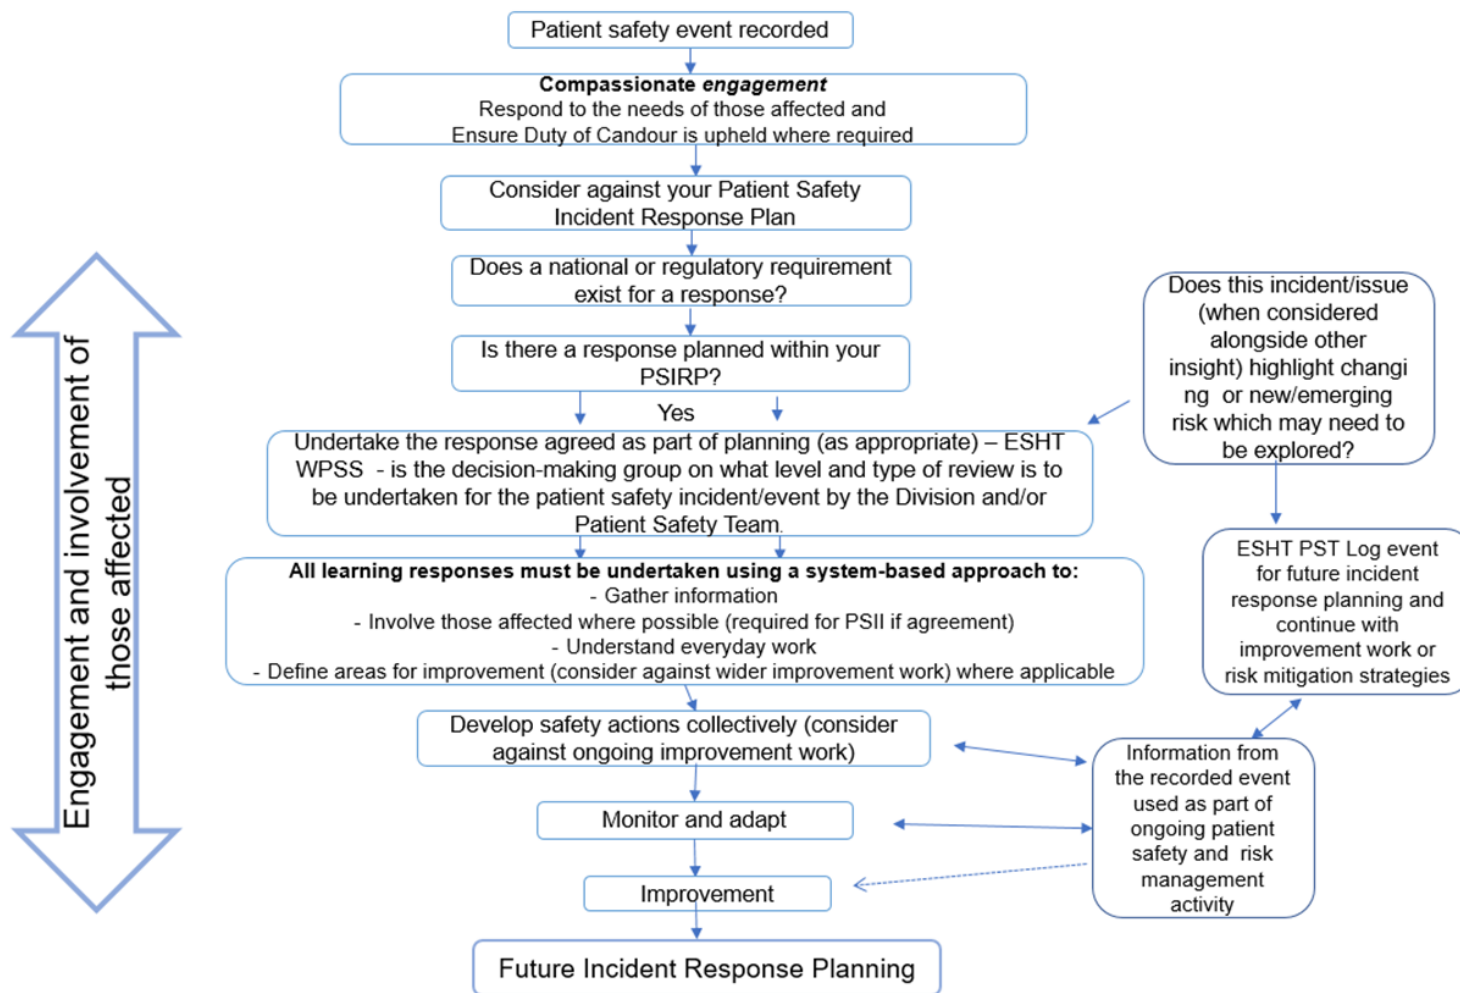 Patient safety event recorded
Compassionate engagement
Respond to the needs of those affected and
Ensure Duty of Candour is upheld where required
Consider against your Patient Safety
Incident Response Plan
Does a national or regulatory requirement
exist for a response?
Is there a response planned within your
PSIRP?
Yes
Undertake the response agreed as part of planning (as appropriate) – ESHT
WPSS - is the decision-making group on what level and type of review is to
be undertaken for the patient safety incident/event by the Division and/or
Patient Safety Team.
All learning responses must be undertaken using a system-based approach to:
- Gather information
- Involve those affected where possible (required for PSII if agreement)
- Understand everyday work
- Define areas for improvement (consider against wider improvement work) where applicable
Develop safety actions collectively (consider
against ongoing improvement work)
Monitor and adapt
Improvement
Future Incident Response Planning
Engagement and involvement of
those affected
Does this incident/issue
(when considered
alongside other
insight) highlight changi
ng or new/emerging
risk which may need to
be explored?
ESHT PST Log event
for future incident
response planning and
continue with
improvement work or
risk mitigation strategies
Information from
the recorded event
used as part of
ongoing patient
safety and risk
management
activity